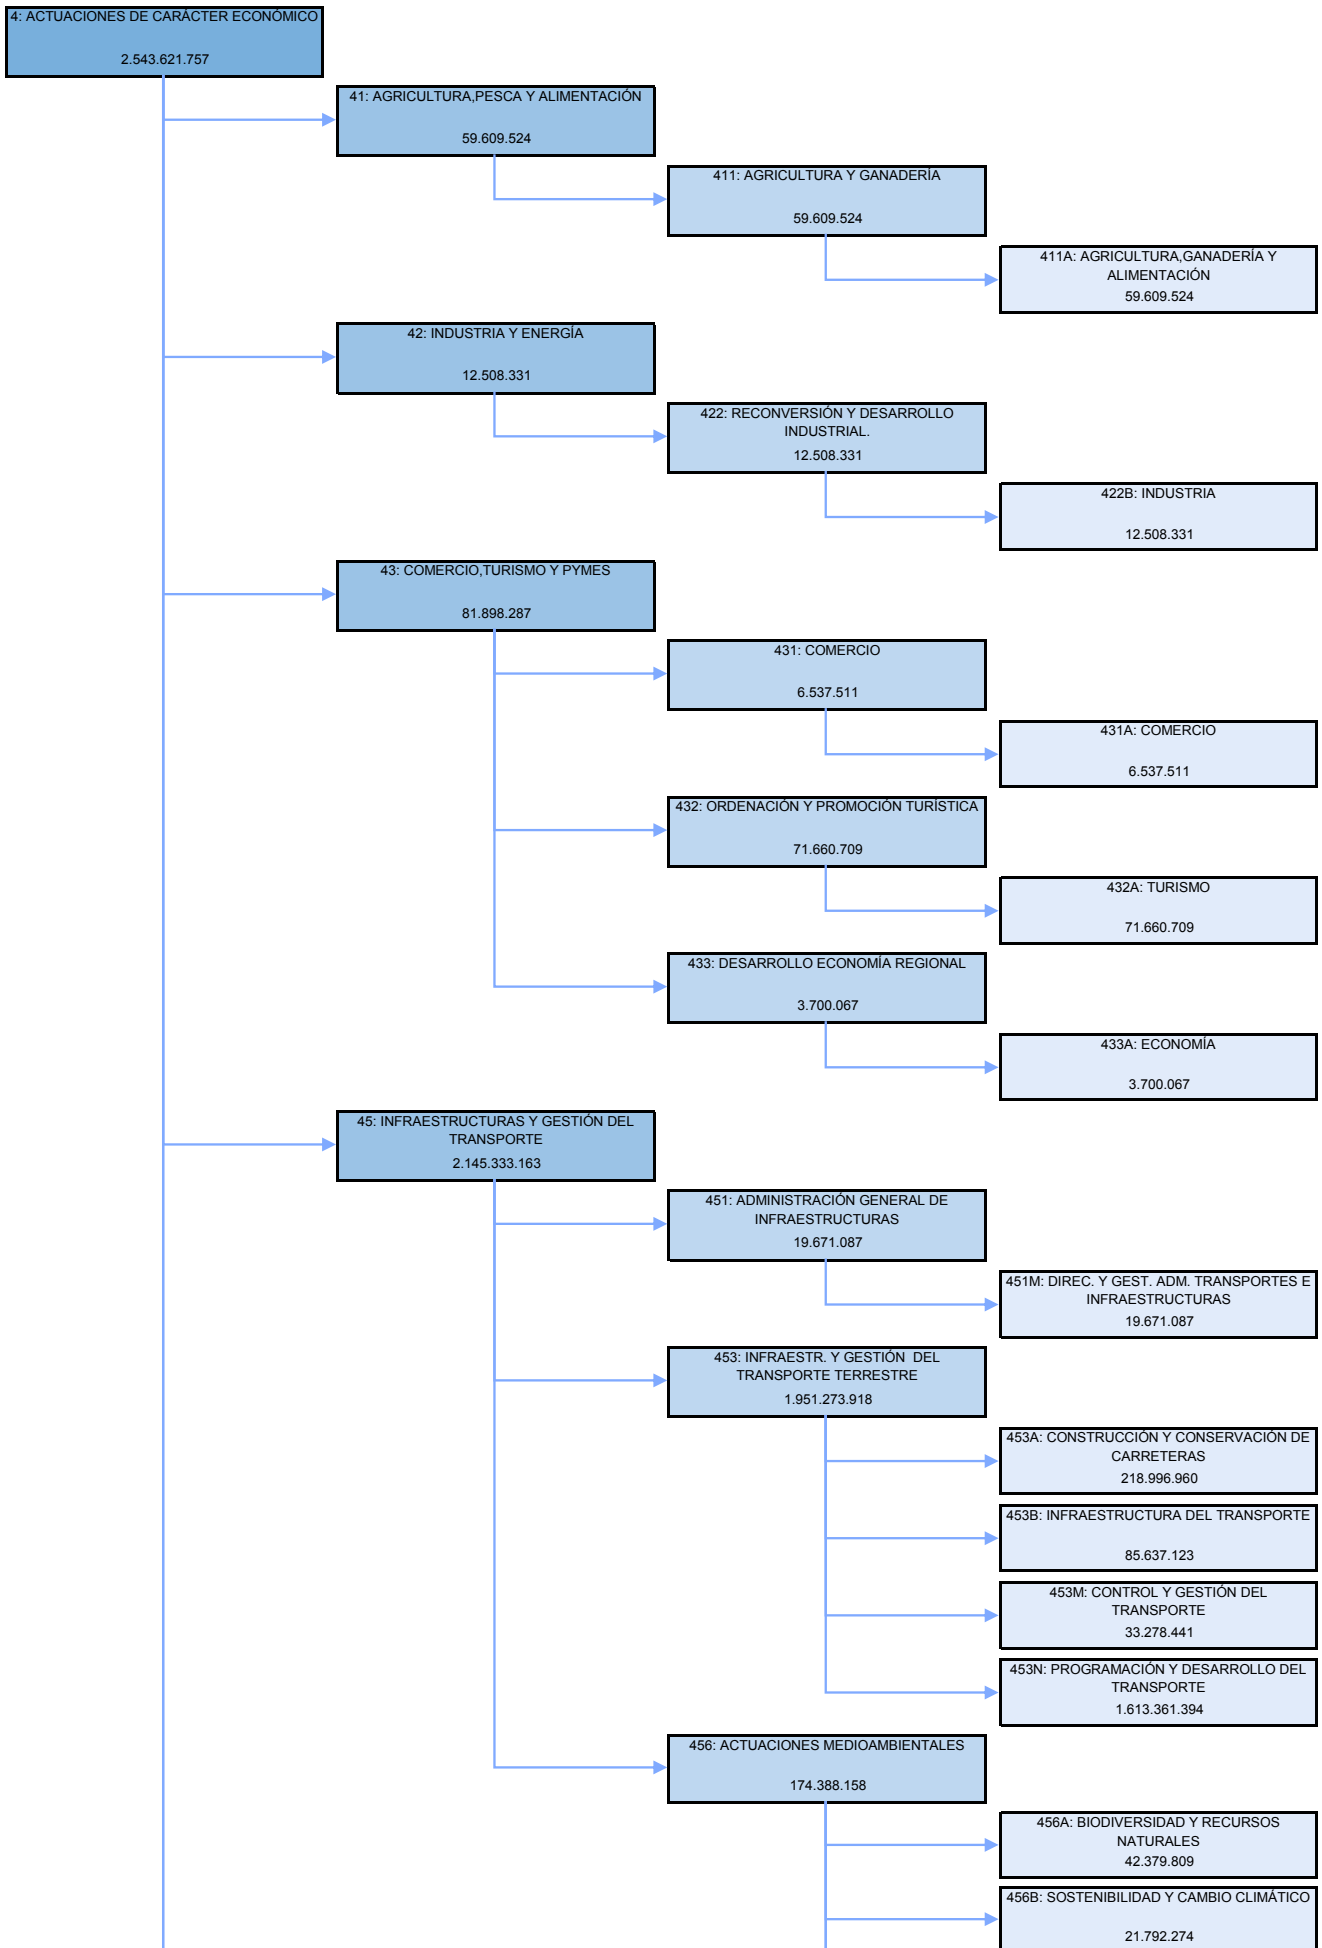 4: ACTUACIONES DE CARÁCTER ECONÓMICO
2.543.621.757
41: AGRICULTURA,PESCA Y ALIMENTACIÓN
59.609.524
411: AGRICULTURA Y GANADERÍA
59.609.524
411A: AGRICULTURA,GANADERÍA Y
ALIMENTACIÓN
59.609.524
42: INDUSTRIA Y ENERGÍA
12.508.331
422: RECONVERSIÓN Y DESARROLLO
INDUSTRIAL.
12.508.331
422B: INDUSTRIA
12.508.331
43: COMERCIO,TURISMO Y PYMES
81.898.287
431: COMERCIO
6.537.511
431A: COMERCIO
6.537.511
432: ORDENACIÓN Y PROMOCIÓN TURÍSTICA
71.660.709
432A: TURISMO
71.660.709
433: DESARROLLO ECONOMÍA REGIONAL
3.700.067
433A: ECONOMÍA
3.700.067
45: INFRAESTRUCTURAS Y GESTIÓN DEL
TRANSPORTE
2.145.333.163
451: ADMINISTRACIÓN GENERAL DE
INFRAESTRUCTURAS
19.671.087
451M: DIREC. Y GEST. ADM. TRANSPORTES E
INFRAESTRUCTURAS
19.671.087
453: INFRAESTR. Y GESTIÓN  DEL
TRANSPORTE TERRESTRE
1.951.273.918
453A: CONSTRUCCIÓN Y CONSERVACIÓN DE
CARRETERAS
218.996.960
453B: INFRAESTRUCTURA DEL TRANSPORTE
85.637.123
453M: CONTROL Y GESTIÓN DEL
TRANSPORTE
33.278.441
453N: PROGRAMACIÓN Y DESARROLLO DEL
TRANSPORTE
1.613.361.394
456: ACTUACIONES MEDIOAMBIENTALES
174.388.158
456A: BIODIVERSIDAD Y RECURSOS
NATURALES
42.379.809
456B: SOSTENIBILIDAD Y CAMBIO CLIMÁTICO
21.792.274